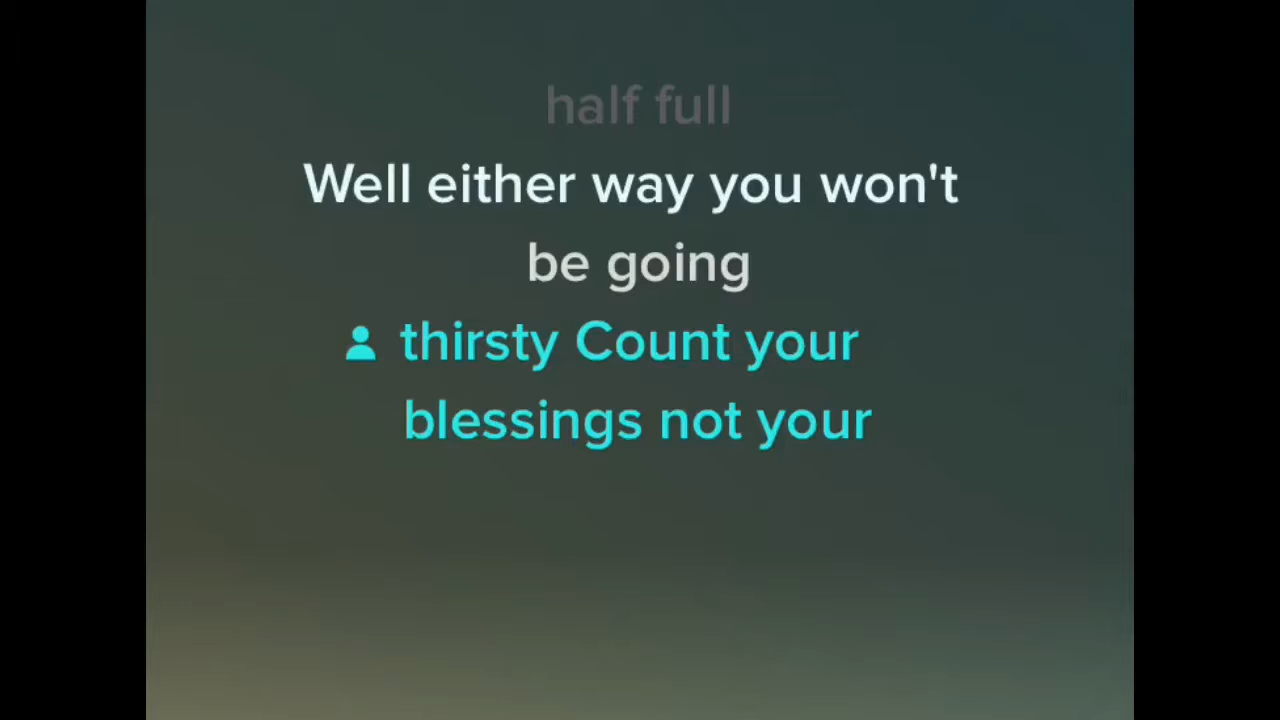 half full
Well either way you won't
be going
thirsty Count your
blessings not your